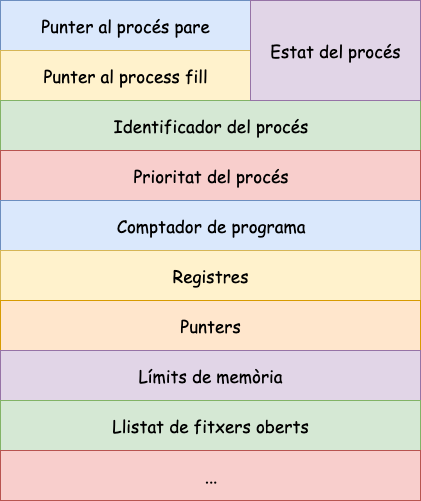 Punter al procés pare
Estat del procés
Punter al process fill
Identificador del procés
Prioritat del procés
Comptador de programa
Registres
Punters
Límits de memòria
Llistat de fitxers oberts
...